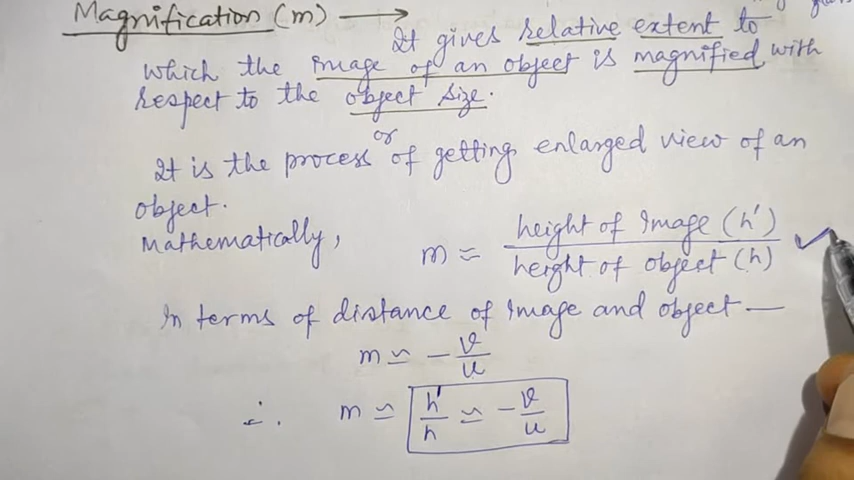 Magnification (m) →
It gives relative extent to
which the image of an object is magnified with
respect to the object size.
or
It is the process of getting enlarged view of an
object.
Mathematically,
m = height of Image (h') / height of object (h) ✓
In terms of distance of Image and object —
m = - v/u
∴ m = h'/h = - v/u